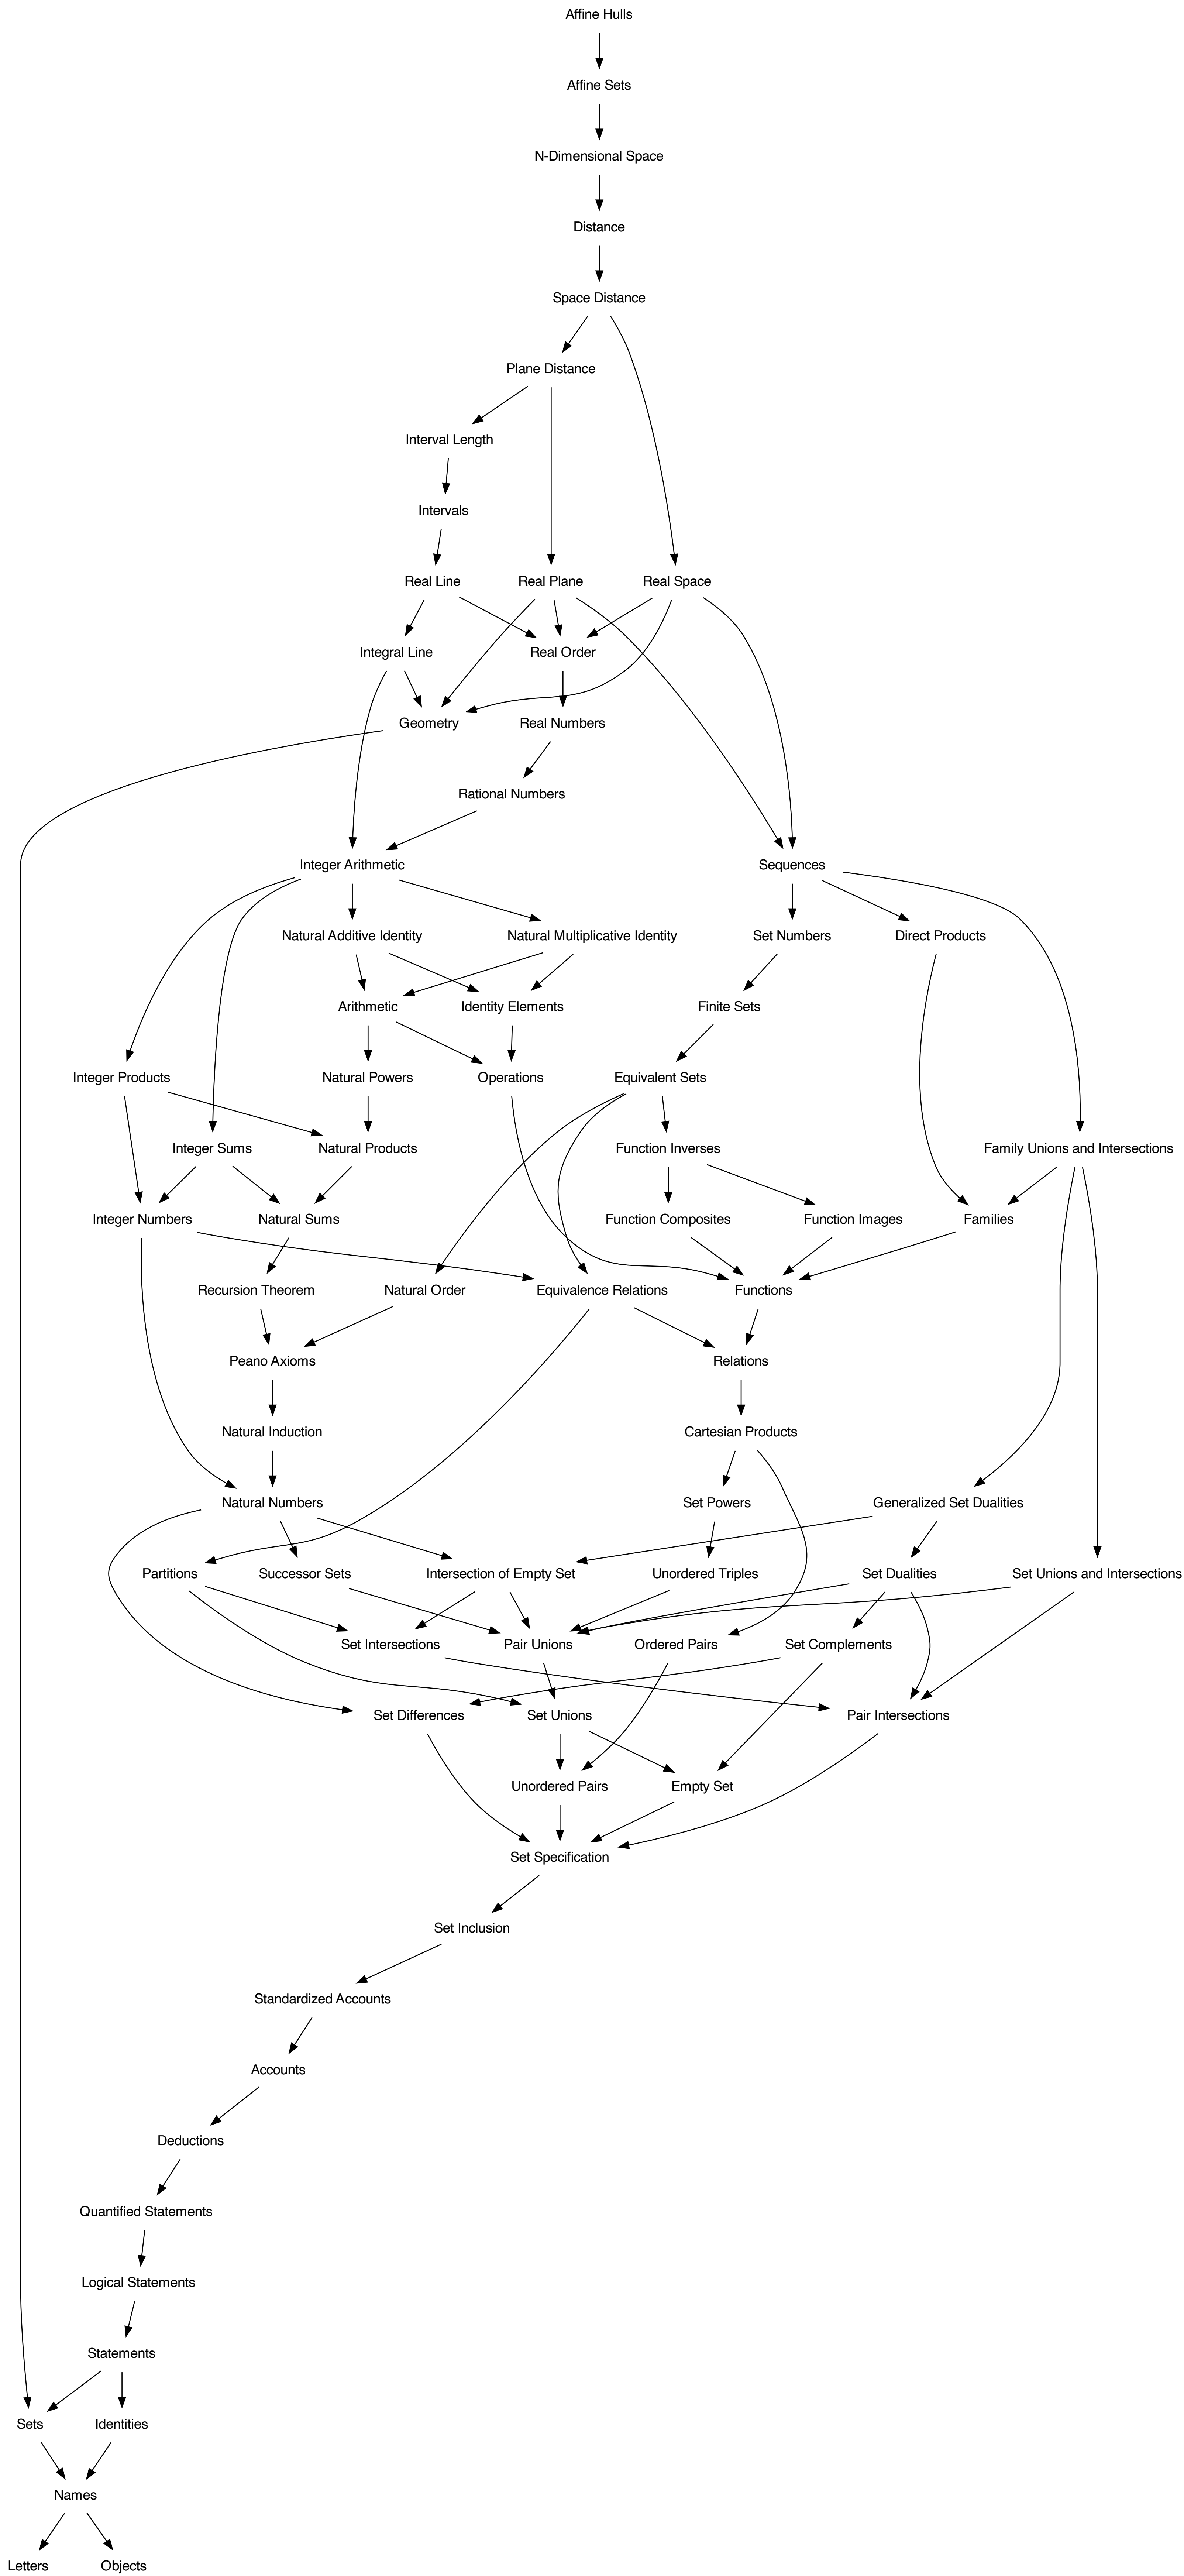 Affine Hulls
Affine Sets
N-Dimensional Space
Distance
Space Distance
Plane Distance
Interval Length
Intervals
Real Line
Real Plane
Real Space
Integral Line
Real Order
Geometry
Real Numbers
Rational Numbers
Integer Arithmetic
Sequences
Natural Additive Identity
Natural Multiplicative Identity
Set Numbers
Direct Products
Arithmetic
Identity Elements
Finite Sets
Integer Products
Natural Powers
Operations
Equivalent Sets
Integer Sums
Natural Products
Function Inverses
Family Unions and Intersections
Integer Numbers
Natural Sums
Function Composites
Function Images
Families
Recursion Theorem
Natural Order
Equivalence Relations
Functions
Peano Axioms
Relations
Natural Induction
Cartesian Products
Natural Numbers
Set Powers
Generalized Set Dualities
Partitions
Successor Sets
Intersection of Empty Set
Unordered Triples
Set Dualities
Set Unions and Intersections
Set Intersections
Pair Unions
Ordered Pairs
Set Complements
Set Differences
Set Unions
Pair Intersections
Unordered Pairs
Empty Set
Set Specification
Set Inclusion
Standardized Accounts
Accounts
Deductions
Quantified Statements
Logical Statements
Statements
Sets
Identities
Names
Letters
Objects